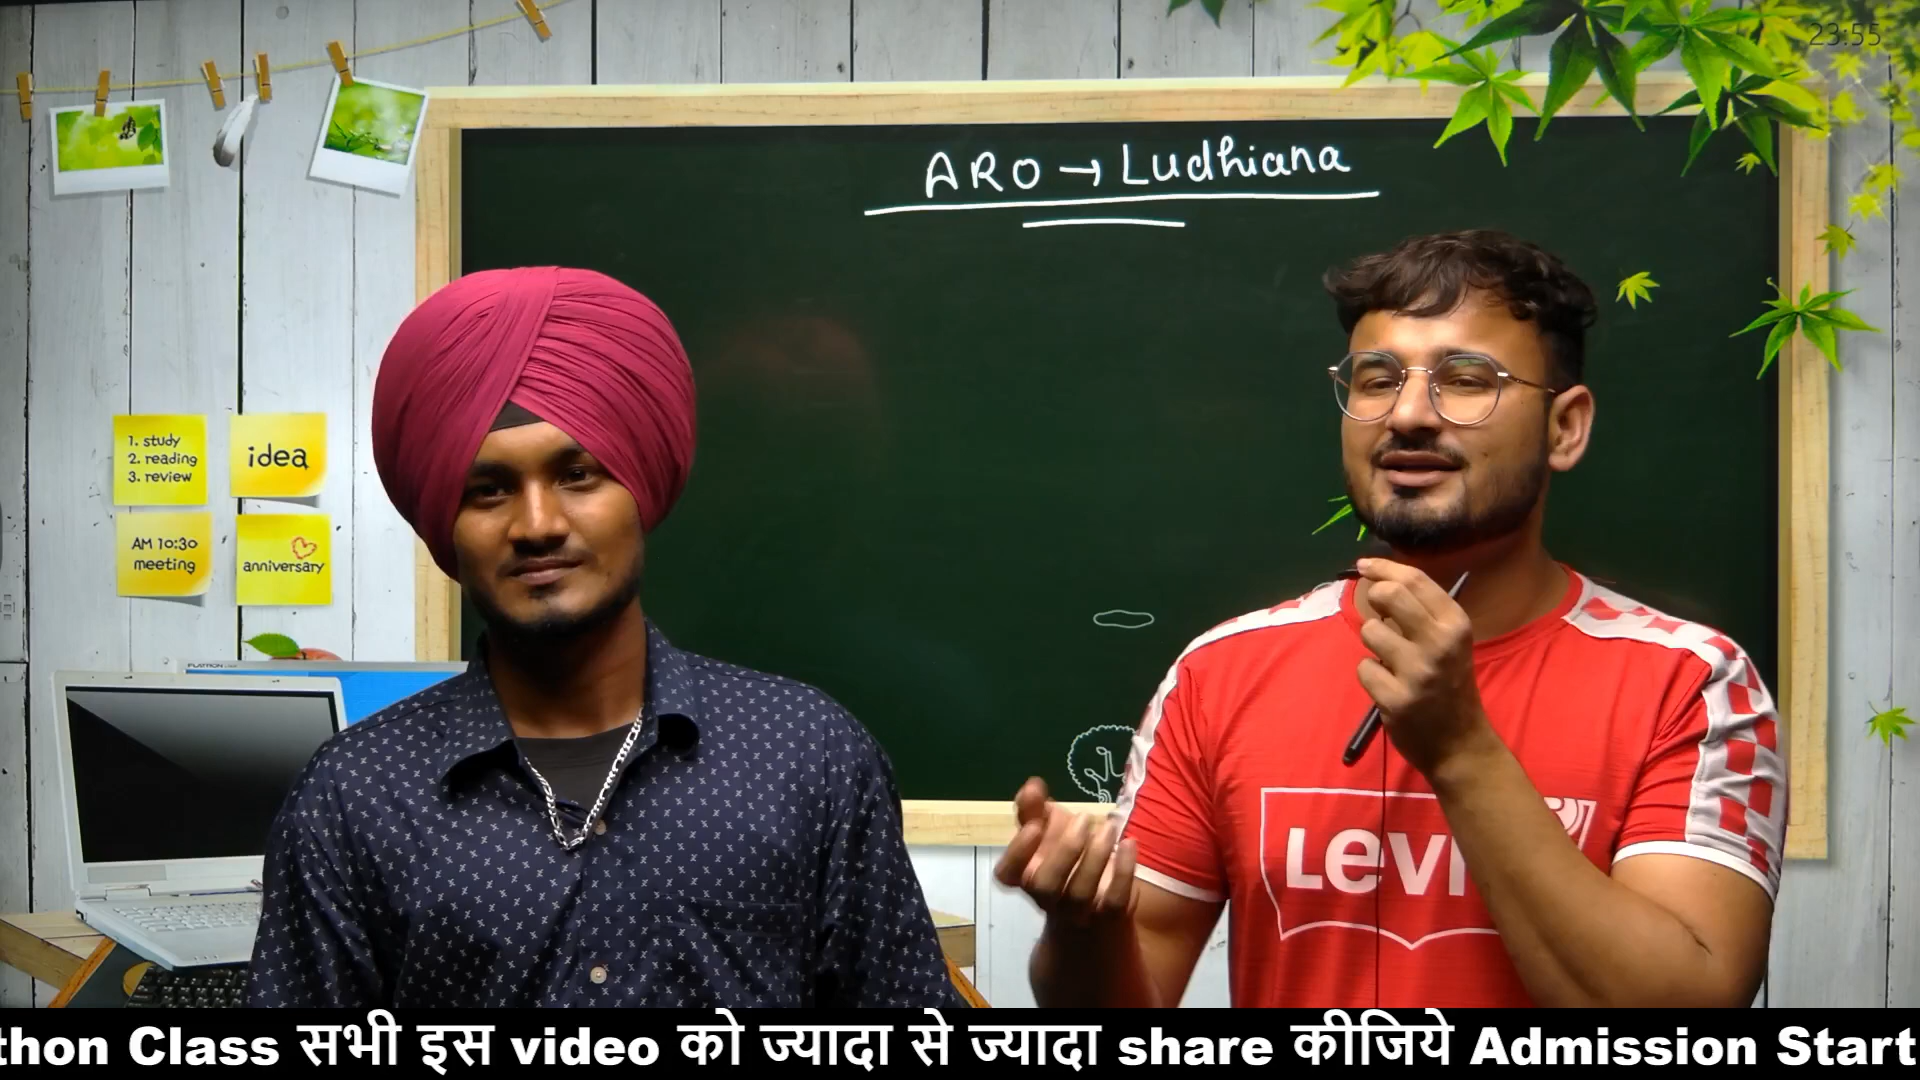 23:55
ARO → Ludhiana
1. study
2. reading
3. review
idea
AM 10:30
meeting
anniversary
thon Class सभी इस video को ज्यादा से ज्यादा share कीजिये Admission Start